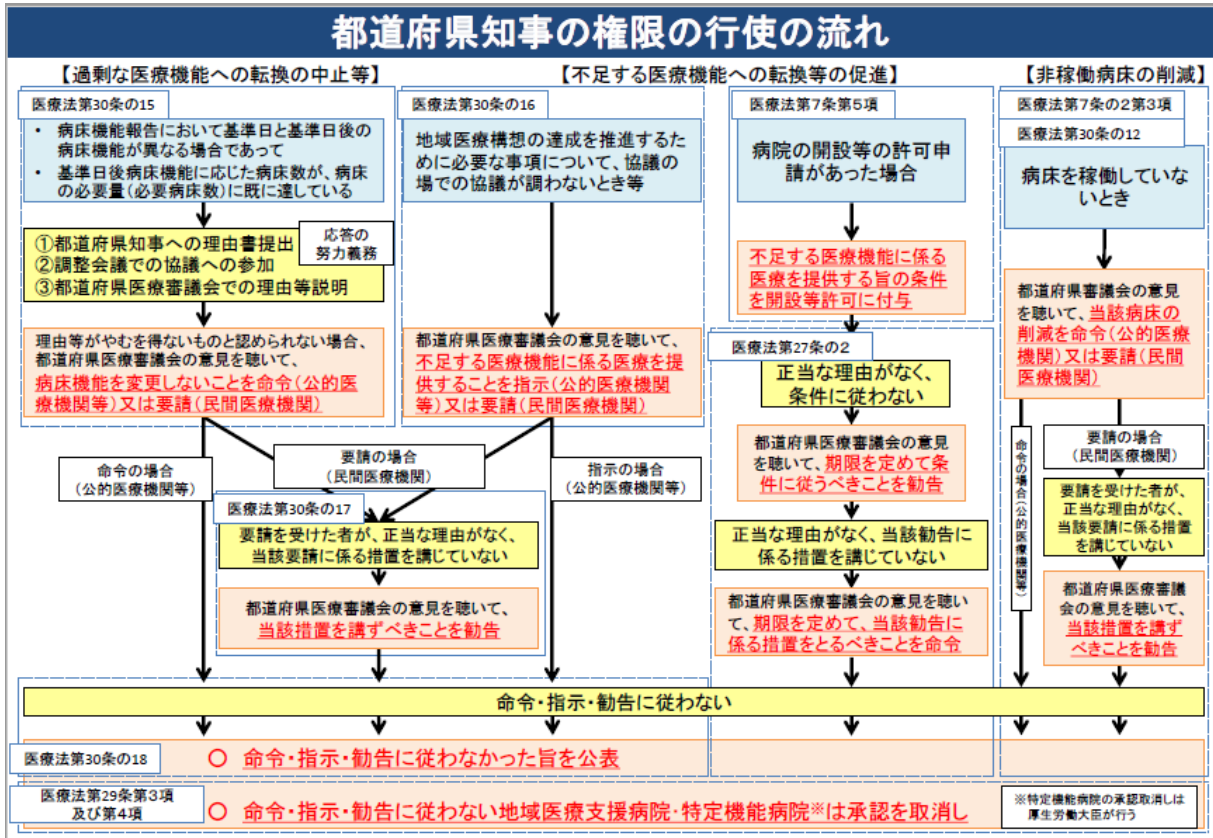 都道府県知事の権限の行使の流れ
【過剰な医療機能への転換の中止等】
医療法第30条の15
・ 病床機能報告において基準日と基準日後の
病床機能が異なる場合であって
・ 基準日後病床機能に応じた病床数が、病床
の必要量(必要病床数)に既に達している
①都道府県知事への理由書提出
②調整会議での協議への参加
③都道府県医療審議会での理由等説明
応答の
努力義務
理由等がやむを得ないものと認められない場合、
都道府県医療審議会の意見を聴いて、
病床機能を変更しないことを命令(公的医
療機関等)又は要請(民間医療機関)
【不足する医療機能への転換等の促進】
医療法第30条の16
地域医療構想の達成を推進するた
めに必要な事項について、協議の
場での協議が調わないとき等
都道府県医療審議会の意見を聴いて、
不足する医療機能に係る医療を提
供することを指示(公的医療機関
等)又は要請(民間医療機関)
命令の場合
(公的医療機関等)
要請の場合
(民間医療機関)
指示の場合
(公的医療機関等)
医療法第30条の17
要請を受けた者が、正当な理由がなく、
当該要請に係る措置を講じていない
都道府県医療審議会の意見を聴いて、
当該措置を講ずべきことを勧告
医療法第7条第5項
病院の開設等の許可申
請があった場合
不足する医療機能に係る
医療を提供する旨の条件
を開設等許可に付与
医療法第27条の2
正当な理由がなく、
条件に従わない
都道府県医療審議会の意見
を聴いて、期限を定めて条
件に従うべきことを勧告
正当な理由がなく、当該勧告に
係る措置を講じていない
都道府県医療審議会の意見を聴い
て、期限を定めて、当該勧告に
係る措置をとるべきことを命令
【非稼働病床の削減】
医療法第7条の2第3項
医療法第30条の12
病床を稼働していな
いとき
都道府県審議会の意見
を聴いて、当該病床の
削減を命令(公的医療
機関)又は要請(民間
医療機関)
命令の場合(公的医療機関等)
要請の場合
(民間医療機関)
要請を受けた者が、
正当な理由がなく、
当該要請に係る措置
を講じていない
都道府県医療審議
会の意見を聴いて、
当該措置を講ず
べきことを勧告
命令・指示・勧告に従わない
医療法第30条の18
○ 命令・指示・勧告に従わなかった旨を公表
医療法第29条第3項
及び第4項
○ 命令・指示・勧告に従わない地域医療支援病院・特定機能病院※は承認を取消し
※特定機能病院の承認取消しは
厚生労働大臣が行う